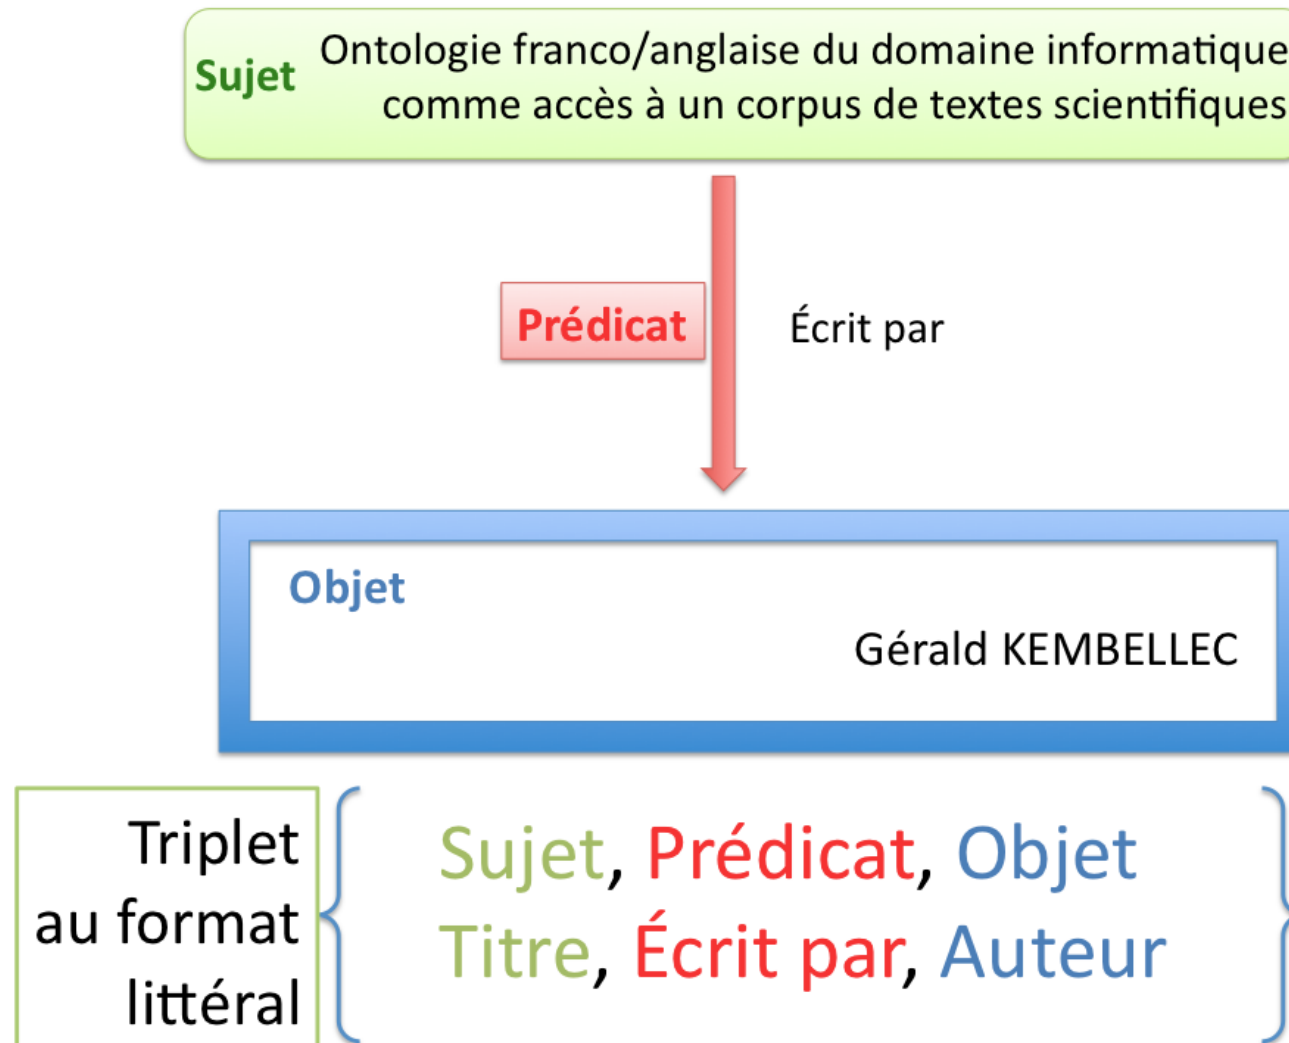 Sujet
Ontologie franco/anglaise du domaine informatique
comme accès à un corpus de textes scientifiques
Prédicat
Écrit par
Objet
Gérald KEMBELLEC
Triplet
au format
littéral
Sujet, Prédicat, Objet
Titre, Écrit par, Auteur